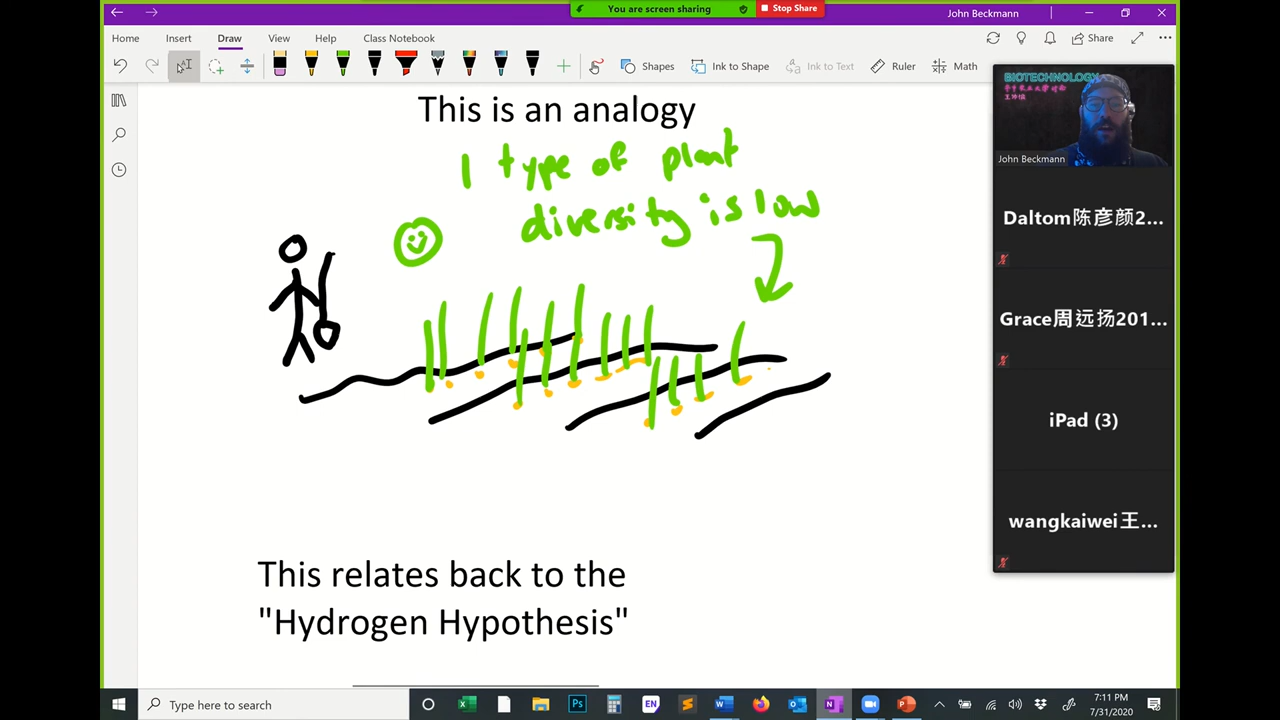 You are screen sharing
Stop Share
John Beckmann
Home Insert Draw View Help Class Notebook
Share
Shapes
Ink to Shape
Ink to Text
Ruler
Math
This is an analogy
1 type of plant
diversity is low
BIOTECHNOLOGY
John Beckmann
Daltom陈彦颜2...
Grace周远扬201...
iPad (3)
wangkaiwei王...
This relates back to the
"Hydrogen Hypothesis"
Type here to search
EN
7:11 PM
7/31/2020